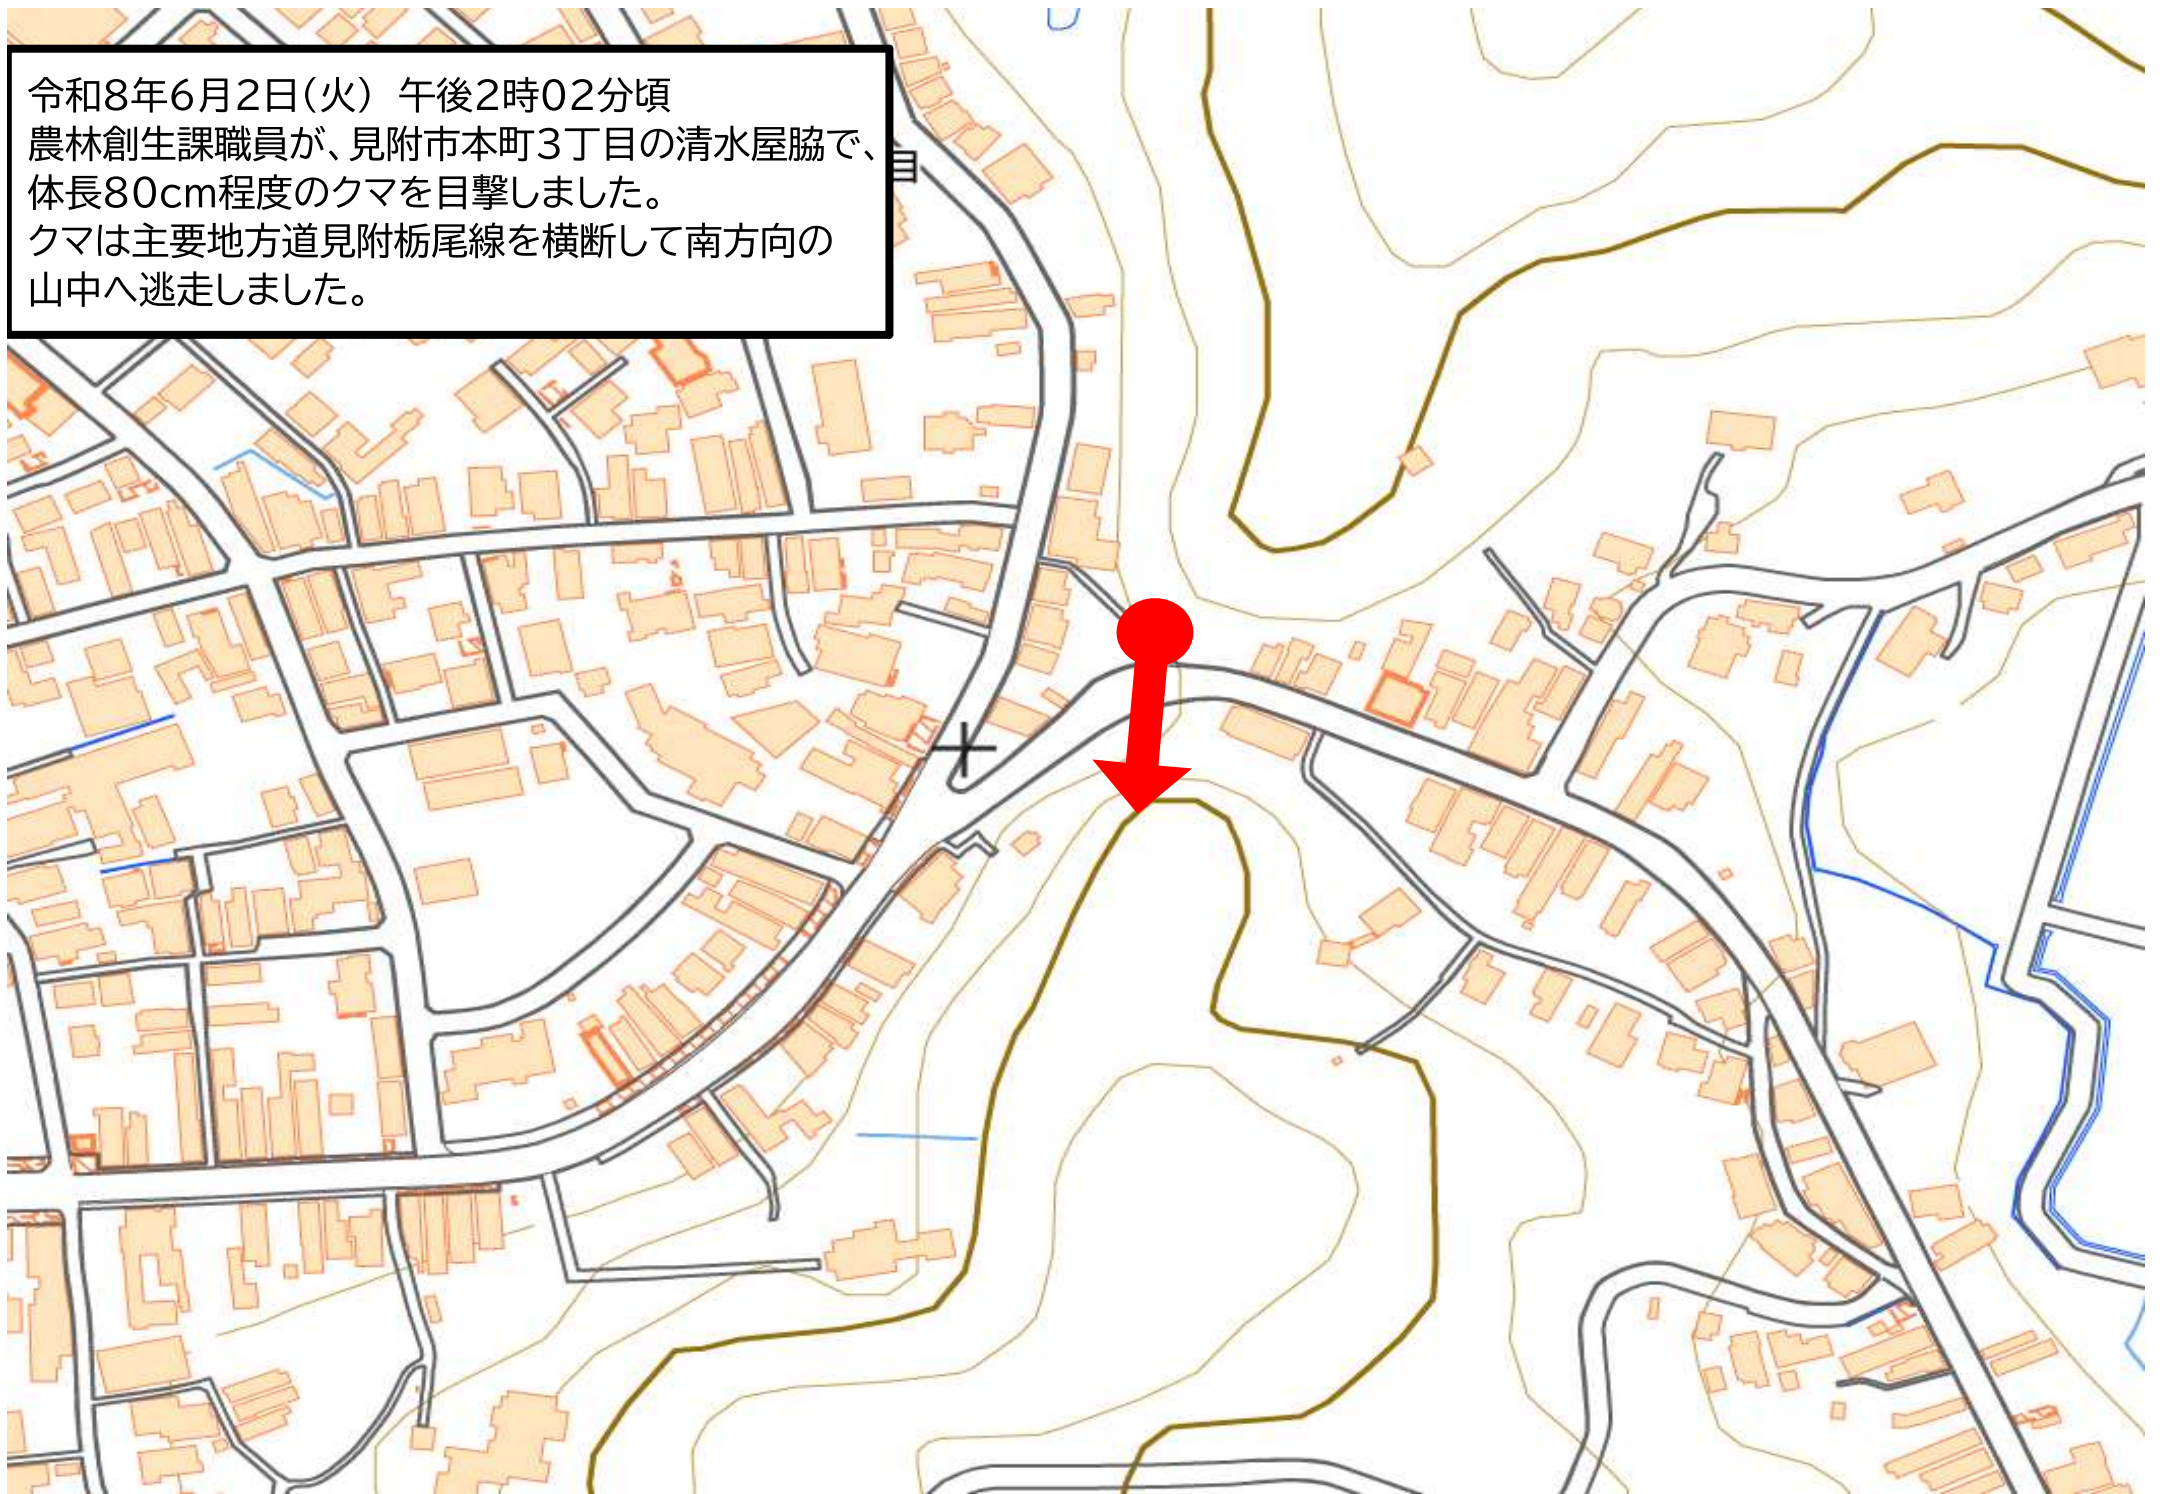 令和8年6月2日(火) 午後2時02分頃
農林創生課職員が、見附市本町3丁目の清水屋脇で、
体長80cm程度のクマを目撃しました。
クマは主要地方道見附栃尾線を横断して南方向の
山中へ逃走しました。
目